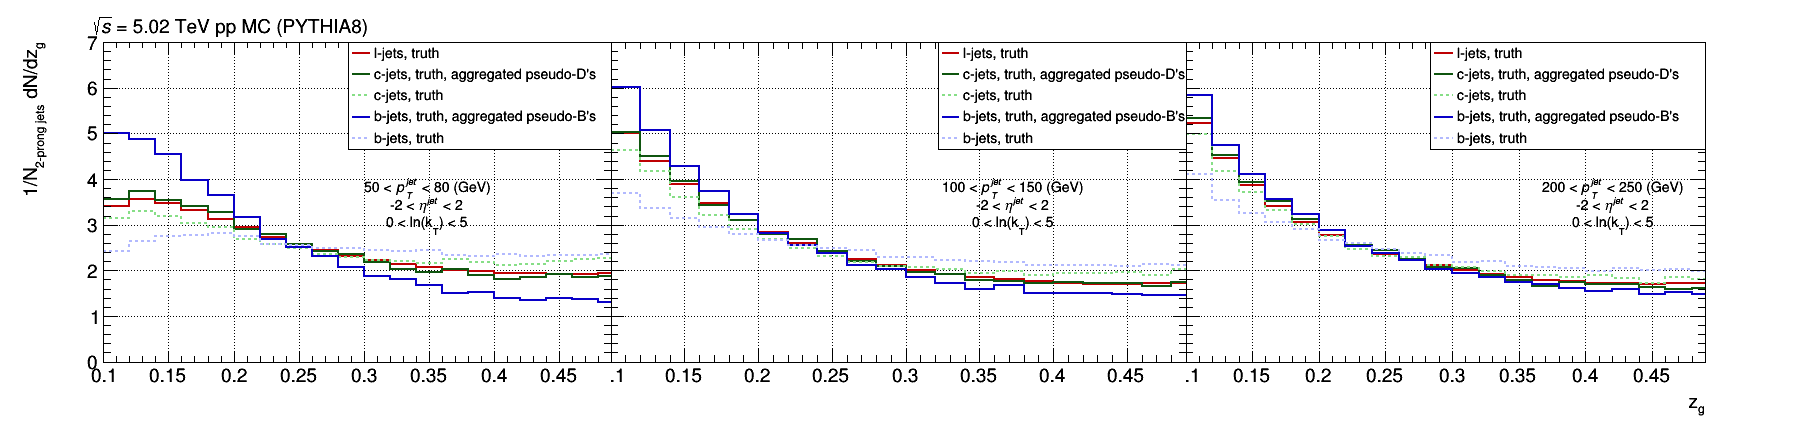 √s = 5.02 TeV pp MC (PYTHIA8)
1/N2-prong jets dN/dzg
7
6
5
4
3
2
1
0
l-jets, truth
c-jets, truth, aggregated pseudo-D's
c-jets, truth
b-jets, truth, aggregated pseudo-B's
b-jets, truth
50 < pTjet < 80 (GeV)
-2 < ηjet < 2
0 < ln(kT) < 5
0.1 0.15 0.2 0.25 0.3 0.35 0.4 0.45
l-jets, truth
c-jets, truth, aggregated pseudo-D's
c-jets, truth
b-jets, truth, aggregated pseudo-B's
b-jets, truth
100 < pTjet < 150 (GeV)
-2 < ηjet < 2
0 < ln(kT) < 5
.1 0.15 0.2 0.25 0.3 0.35 0.4 0.45
l-jets, truth
c-jets, truth, aggregated pseudo-D's
c-jets, truth
b-jets, truth, aggregated pseudo-B's
b-jets, truth
200 < pTjet < 250 (GeV)
-2 < ηjet < 2
0 < ln(kT) < 5
.1 0.15 0.2 0.25 0.3 0.35 0.4 0.45
zg